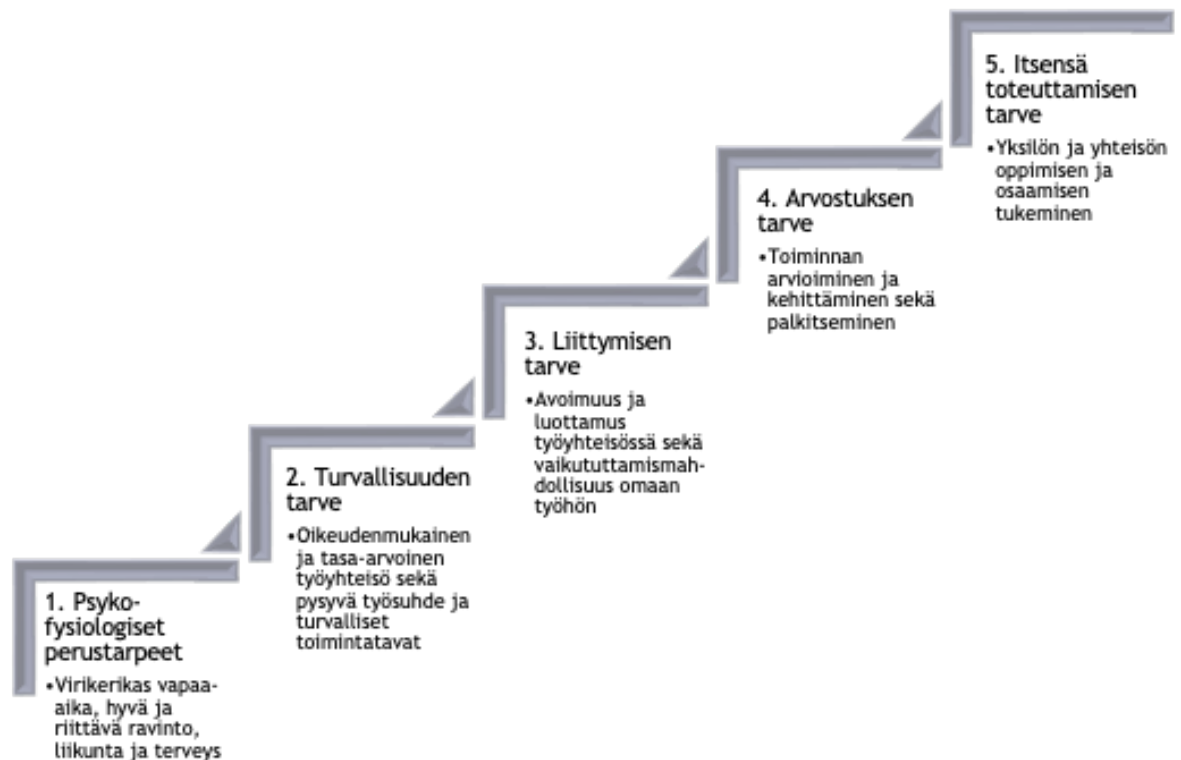 1. Psyko-
fysiologiset
perustarpeet
•Virikerikas vapaa-
aika, hyvä ja
riittävä ravinto,
liikunta ja terveys
2. Turvallisuuden
tarve
•Oikeudenmukainen
ja tasa-arvoinen
työyhteisö sekä
pysyvä työsuhde ja
turvalliset
toimintatavat
3. Liittymisen
tarve
•Avoimuus ja
luottamus
työyhteisössä sekä
vaikututtamismah-
dollisuus omaan
työhön
4. Arvostuksen
tarve
•Toiminnan
arvioiminen ja
kehittäminen sekä
palkitseminen
5. Itsensä
toteuttamisen
tarve
•Yksilön ja yhteisön
oppimisen ja
osaamisen
tukeminen